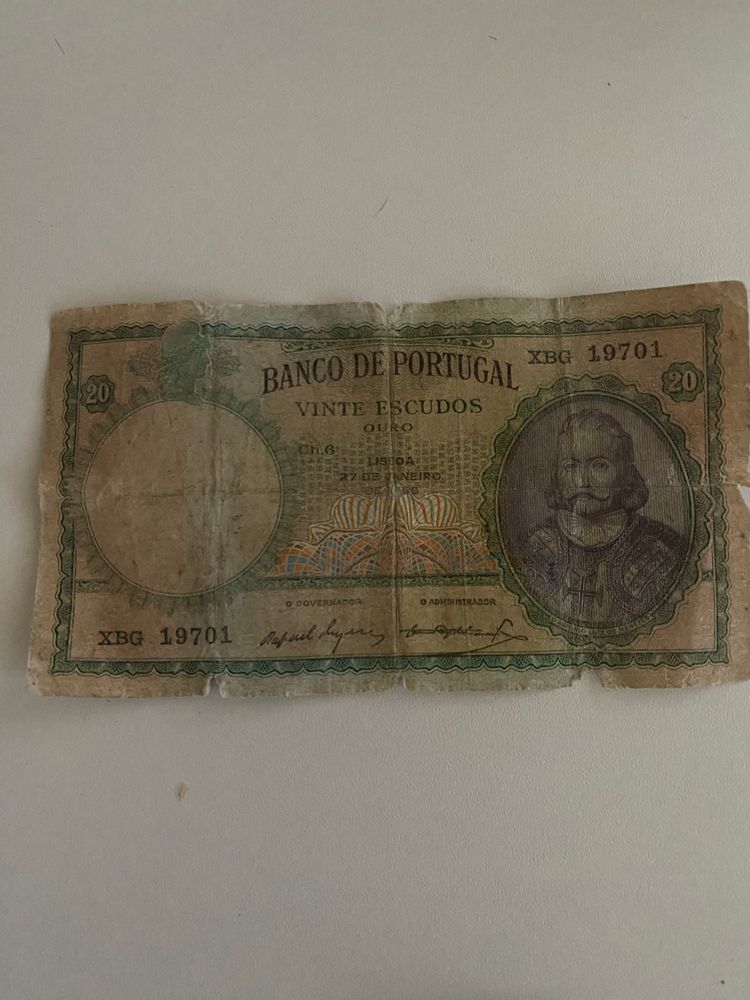 BANCO DE PORTUGAL
XBG 19701
20
20
VINTE ESCUDOS
OURO
Ch.6
LISBOA
27 DE JANEIRO
O GOVERNADOR
O ADMINISTRADOR
XBG 19701